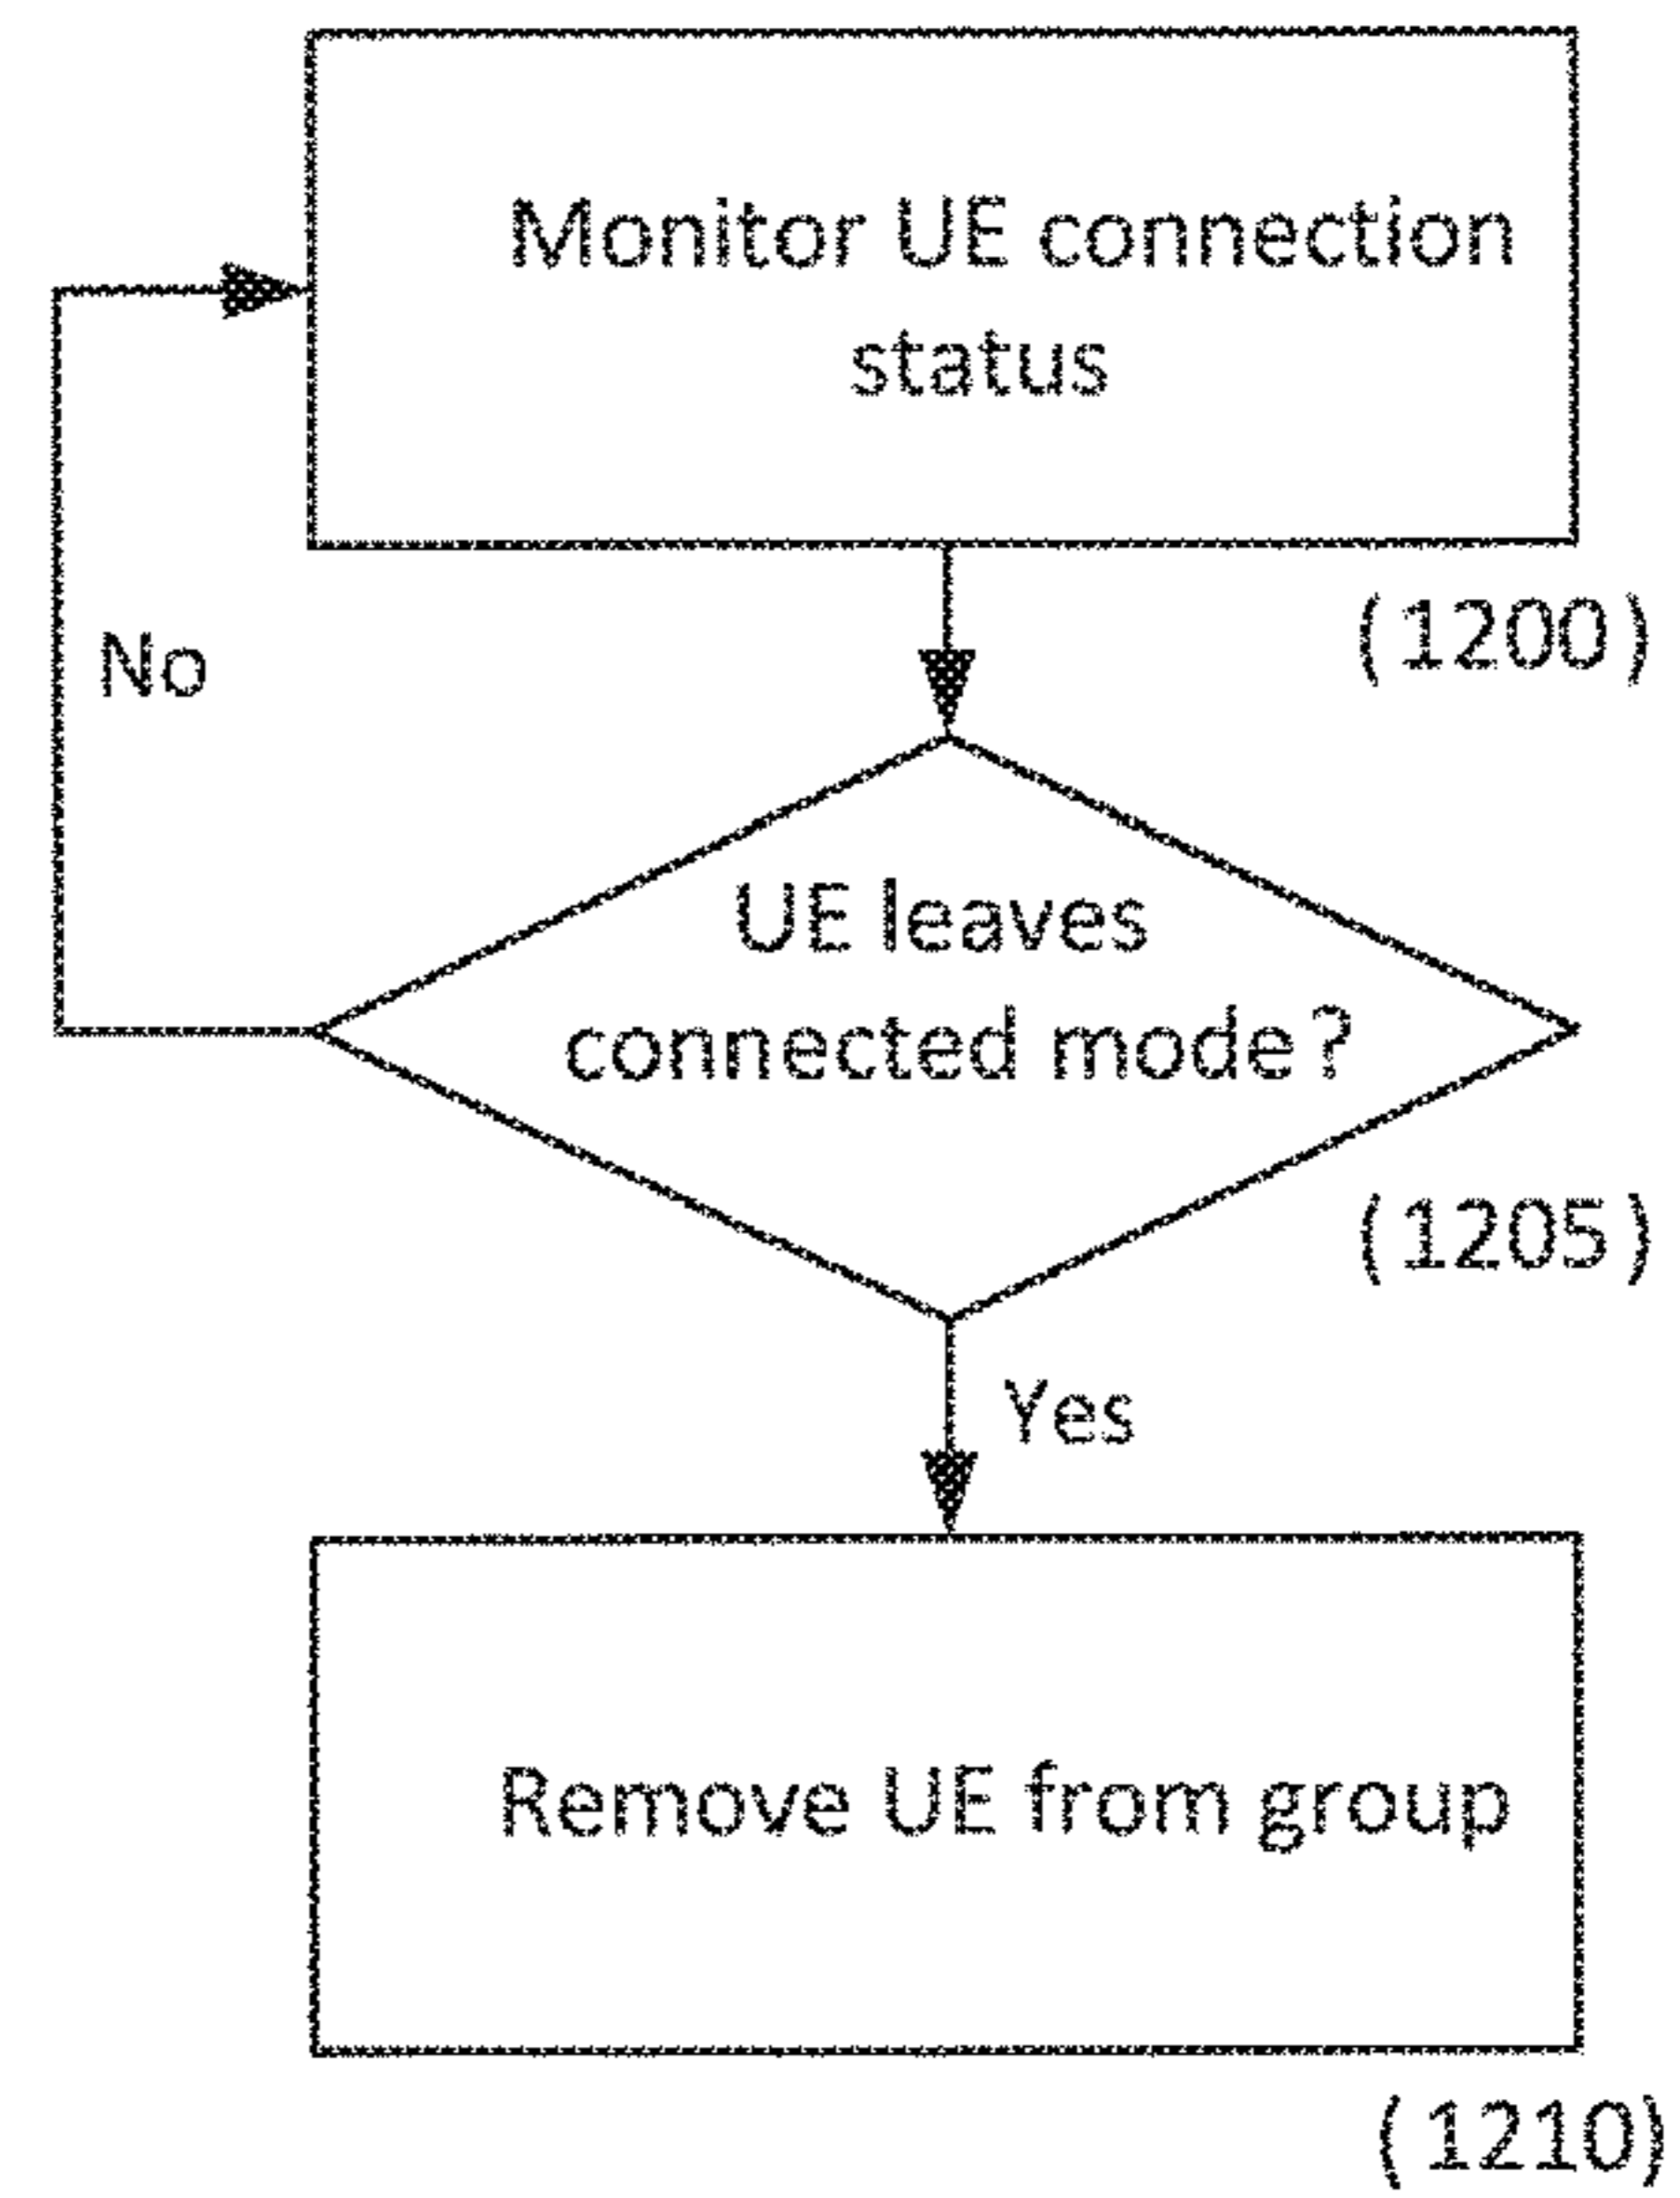 Monitor UE connection
status
(1200)
No
UE leaves
connected mode?
(1205)
Yes
Remove UE from group
(1210)